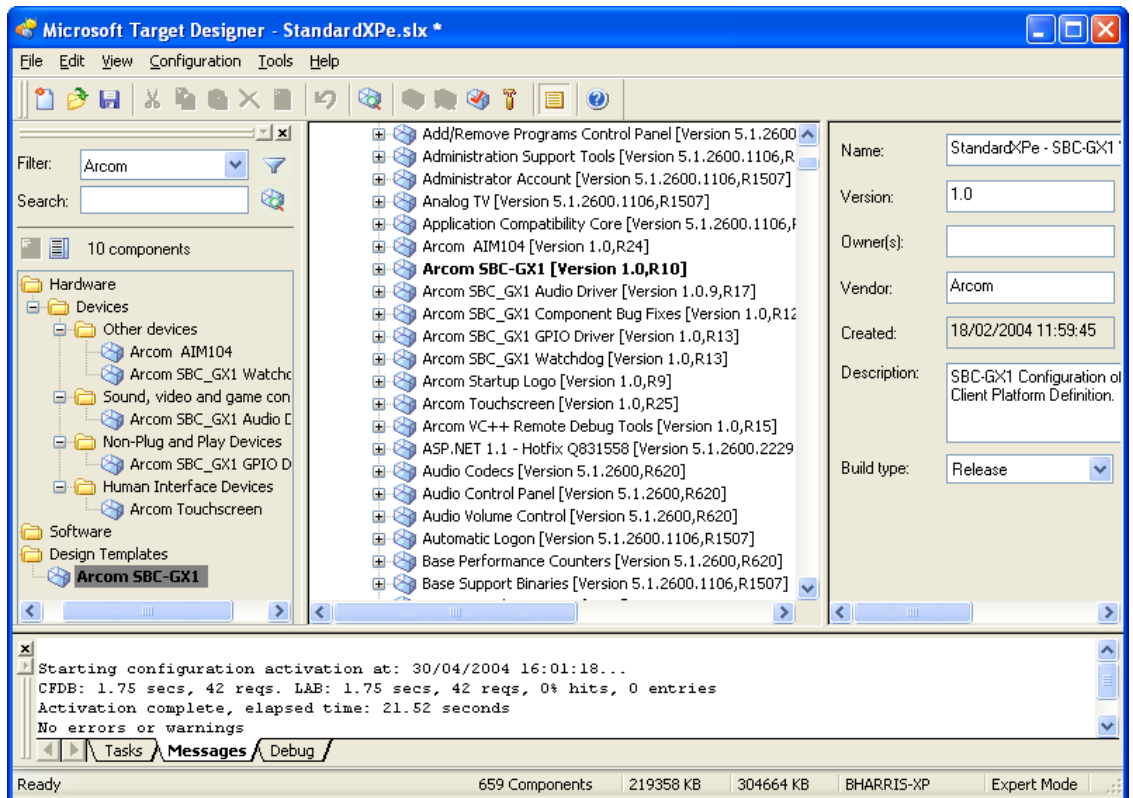 Microsoft Target Designer - StandardXPe.slx *
File Edit View Configuration Tools Help
Filter: Arcom
Search:
10 components
Hardware
Devices
Other devices
Arcom AIM104
Arcom SBC_GX1 Watchd
Sound, video and game con
Arcom SBC_GX1 Audio D
Non-Plug and Play Devices
Arcom SBC_GX1 GPIO D
Human Interface Devices
Arcom Touchscreen
Software
Design Templates
Arcom SBC-GX1
Add/Remove Programs Control Panel [Version 5.1.2600
Administration Support Tools [Version 5.1.2600.1106,R
Administrator Account [Version 5.1.2600.1106,R1507]
Analog TV [Version 5.1.2600.1106,R1507]
Application Compatibility Core [Version 5.1.2600.1106,R
Arcom AIM104 [Version 1.0,R24]
Arcom SBC-GX1 [Version 1.0,R10]
Arcom SBC_GX1 Audio Driver [Version 1.0.9,R17]
Arcom SBC_GX1 Component Bug Fixes [Version 1.0,R12
Arcom SBC_GX1 GPIO Driver [Version 1.0,R13]
Arcom SBC_GX1 Watchdog [Version 1.0,R13]
Arcom Startup Logo [Version 1.0,R9]
Arcom Touchscreen [Version 1.0,R25]
Arcom VC++ Remote Debug Tools [Version 1.0,R15]
ASP.NET 1.1 - Hotfix Q831558 [Version 5.1.2600.2229
Audio Codecs [Version 5.1.2600,R620]
Audio Control Panel [Version 5.1.2600,R620]
Audio Volume Control [Version 5.1.2600,R620]
Automatic Logon [Version 5.1.2600.1106,R1507]
Base Performance Counters [Version 5.1.2600,R620]
Base Support Binaries [Version 5.1.2600.1106,R1507]
Name: StandardXPe - SBC-GX1
Version: 1.0
Owner(s):
Vendor: Arcom
Created: 18/02/2004 11:59:45
Description: SBC-GX1 Configuration of
Client Platform Definition.
Build type: Release
Starting configuration activation at: 30/04/2004 16:01:18...
CFDB: 1.75 secs, 42 reqs. LAB: 1.75 secs, 42 reqs, 0% hits, 0 entries
Activation complete, elapsed time: 21.52 seconds
No errors or warnings
Tasks Messages Debug
Ready 659 Components 219358 KB 304664 KB BHARRIS-XP Expert Mode